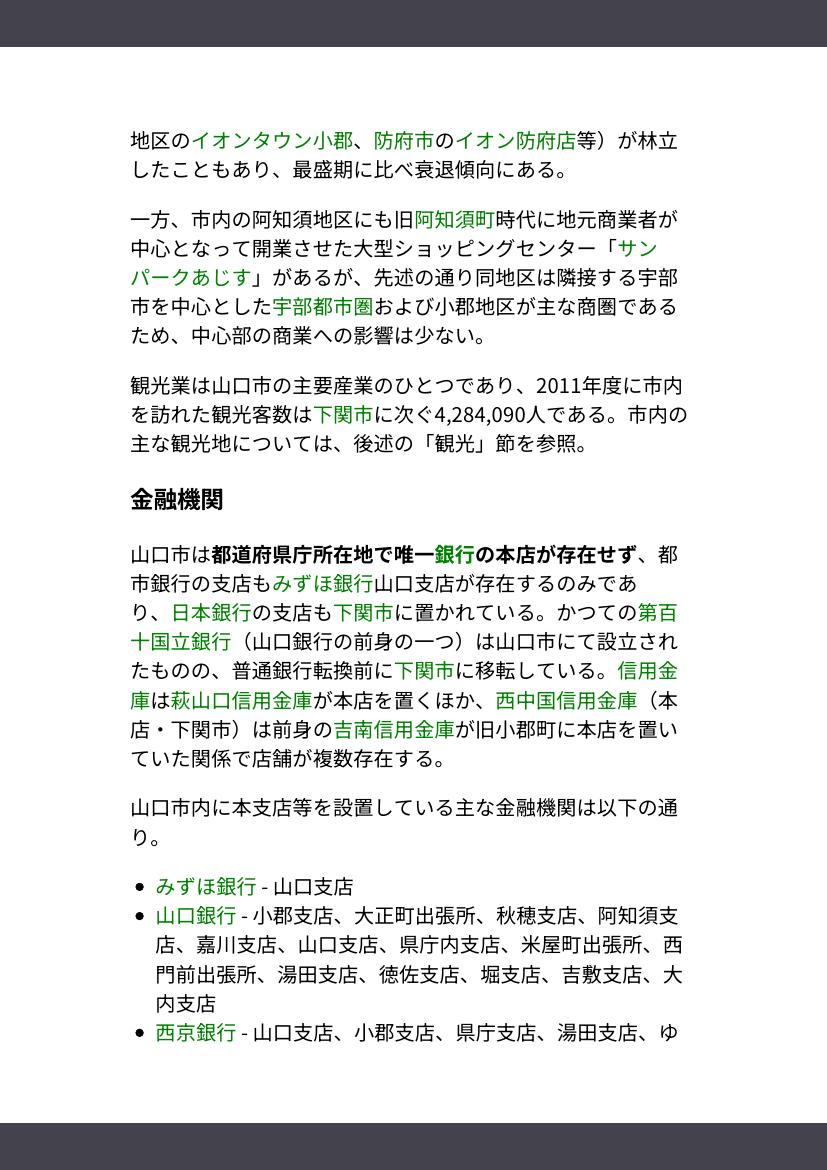 地区のイオンタウン小郡、防府市のイオン防府店等）が林立
したこともあり、最盛期に比べ衰退傾向にある。
一方、市内の阿知須地区にも旧阿知須町時代に地元商業者が
中心となって開業させた大型ショッピングセンター「サン
パークあじす」があるが、先述の通り同地区は隣接する宇部
市を中心とした宇部都市圏および小郡地区が主な商圏である
ため、中心部の商業への影響は少ない。
観光業は山口市の主要産業のひとつであり、2011年度に市内
を訪れた観光客数は下関市に次ぐ4,284,090人である。市内の
主な観光地については、後述の「観光」節を参照。
金融機関
山口市は都道府県庁所在地で唯一銀行の本店が存在せず、都
市銀行の支店もみずほ銀行山口支店が存在するのみであ
り、日本銀行の支店も下関市に置かれている。かつての第百
十国立銀行（山口銀行の前身の一つ）は山口市にて設立され
たものの、普通銀行転換前に下関市に移転している。信用金
庫は萩山口信用金庫が本店を置くほか、西中国信用金庫（本
店・下関市）は前身の吉南信用金庫が旧小郡町に本店を置い
ていた関係で店舗が複数存在する。
山口市内に本支店等を設置している主な金融機関は以下の通
り。
• みずほ銀行 - 山口支店
• 山口銀行 - 小郡支店、大正町出張所、秋穂支店、阿知須支
店、嘉川支店、山口支店、県庁内支店、米屋町出張所、西
門前出張所、湯田支店、徳佐支店、堀支店、吉敷支店、大
内支店
• 西京銀行 - 山口支店、小郡支店、県庁支店、湯田支店、ゆ